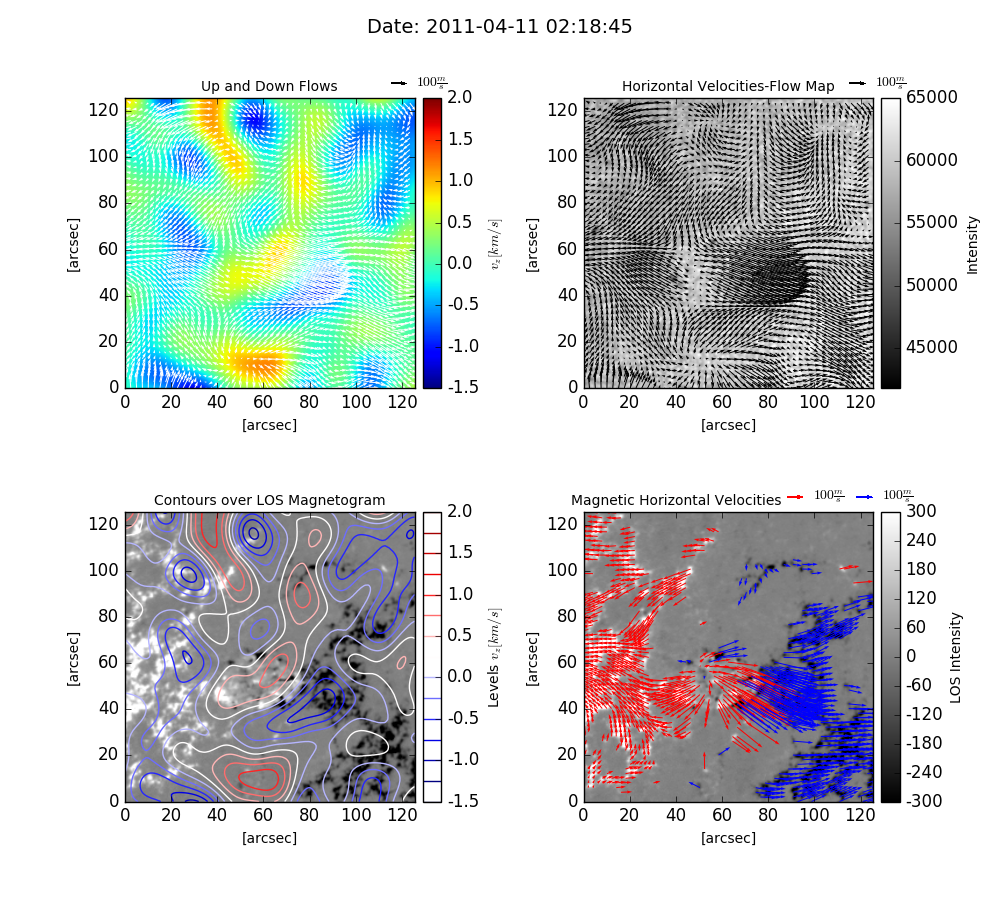 Date: 2011-04-11 02:18:45
Up and Down Flows
100 m/s
120
100
80
60
40
20
0
0 20 40 60 80 100 120
[arcsec]
[arcsec]
2.0
1.5
1.0
0.5
0.0
-0.5
-1.0
-1.5
v_z[km/s]
Horizontal Velocities-Flow Map
100 m/s
120
100
80
60
40
20
0
0 20 40 60 80 100 120
[arcsec]
[arcsec]
65000
60000
55000
50000
45000
Intensity
Contours over LOS Magnetogram
120
100
80
60
40
20
0
0 20 40 60 80 100 120
[arcsec]
[arcsec]
2.0
1.5
1.0
0.5
0.0
-0.5
-1.0
-1.5
Levels v_z[km/s]
Magnetic Horizontal Velocities
100 m/s
100 m/s
120
100
80
60
40
20
0
0 20 40 60 80 100 120
[arcsec]
[arcsec]
300
240
180
120
60
0
-60
-120
-180
-240
-300
LOS Intensity